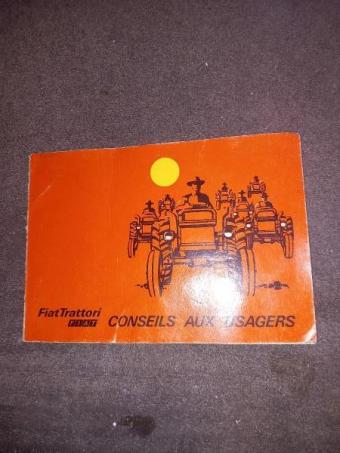 FiatTrattori
FIAT
CONSEILS AUX USAGERS